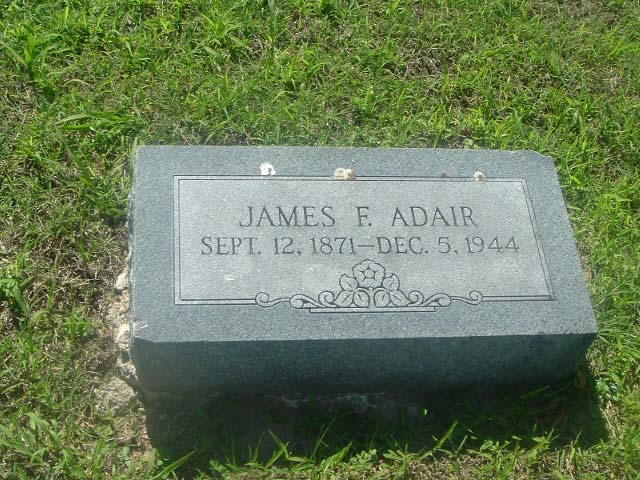 JAMES F. ADAIR
SEPT. 12, 1871–DEC. 5, 1944